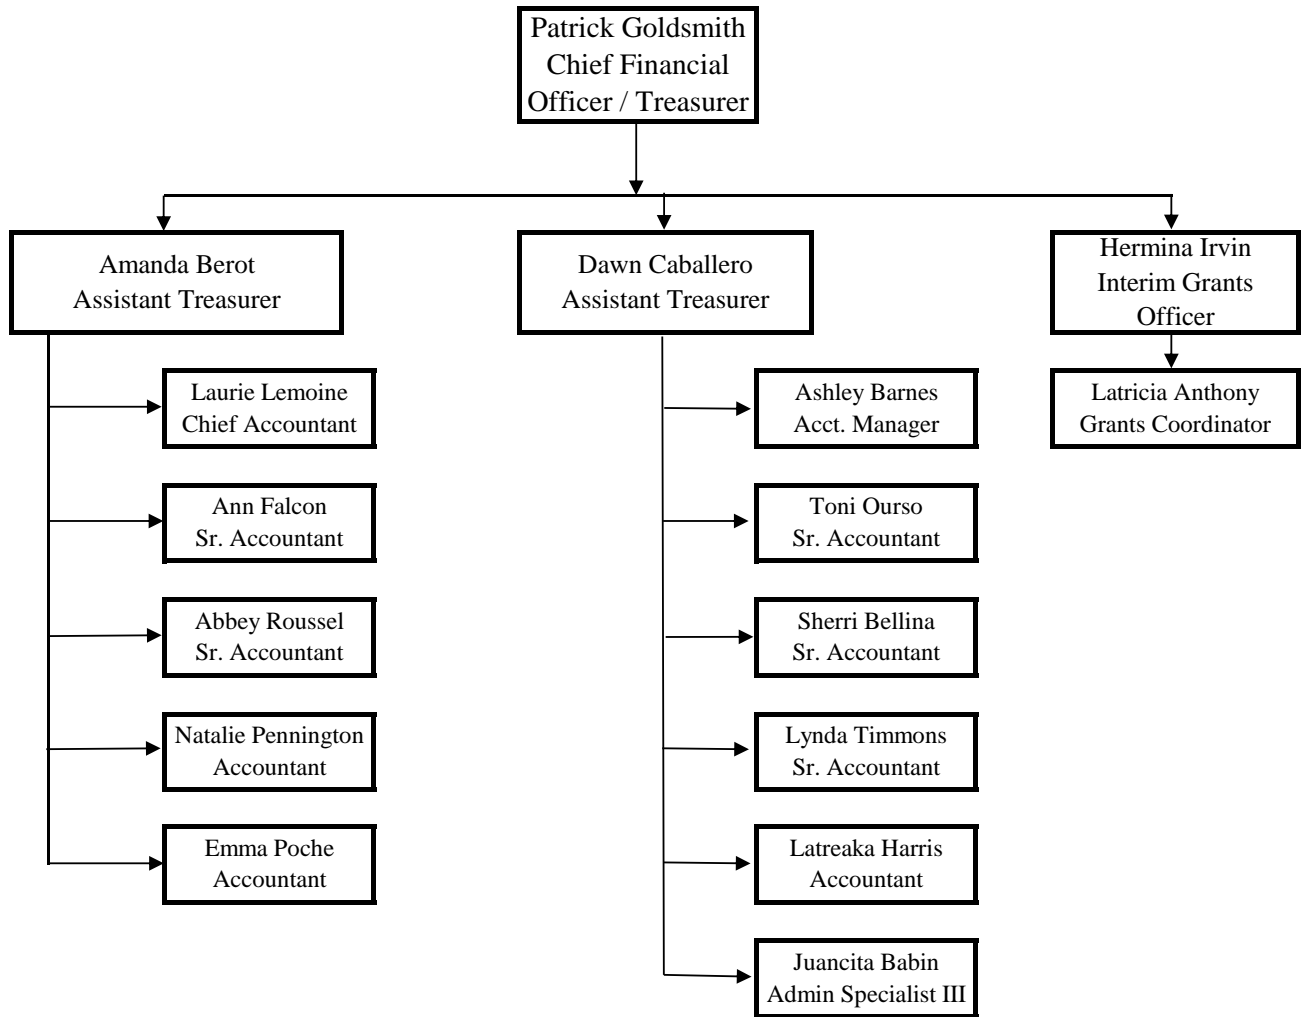 Patrick Goldsmith
Chief Financial
Officer / Treasurer
Amanda Berot
Assistant Treasurer
Dawn Caballero
Assistant Treasurer
Hermina Irvin
Interim Grants
Officer
Laurie Lemoine
Chief Accountant
Ashley Barnes
Acct. Manager
Latricia Anthony
Grants Coordinator
Ann Falcon
Sr. Accountant
Toni Ourso
Sr. Accountant
Abbey Roussel
Sr. Accountant
Sherri Bellina
Sr. Accountant
Natalie Pennington
Accountant
Lynda Timmons
Sr. Accountant
Emma Poche
Accountant
Latreaka Harris
Accountant
Juancita Babin
Admin Specialist III